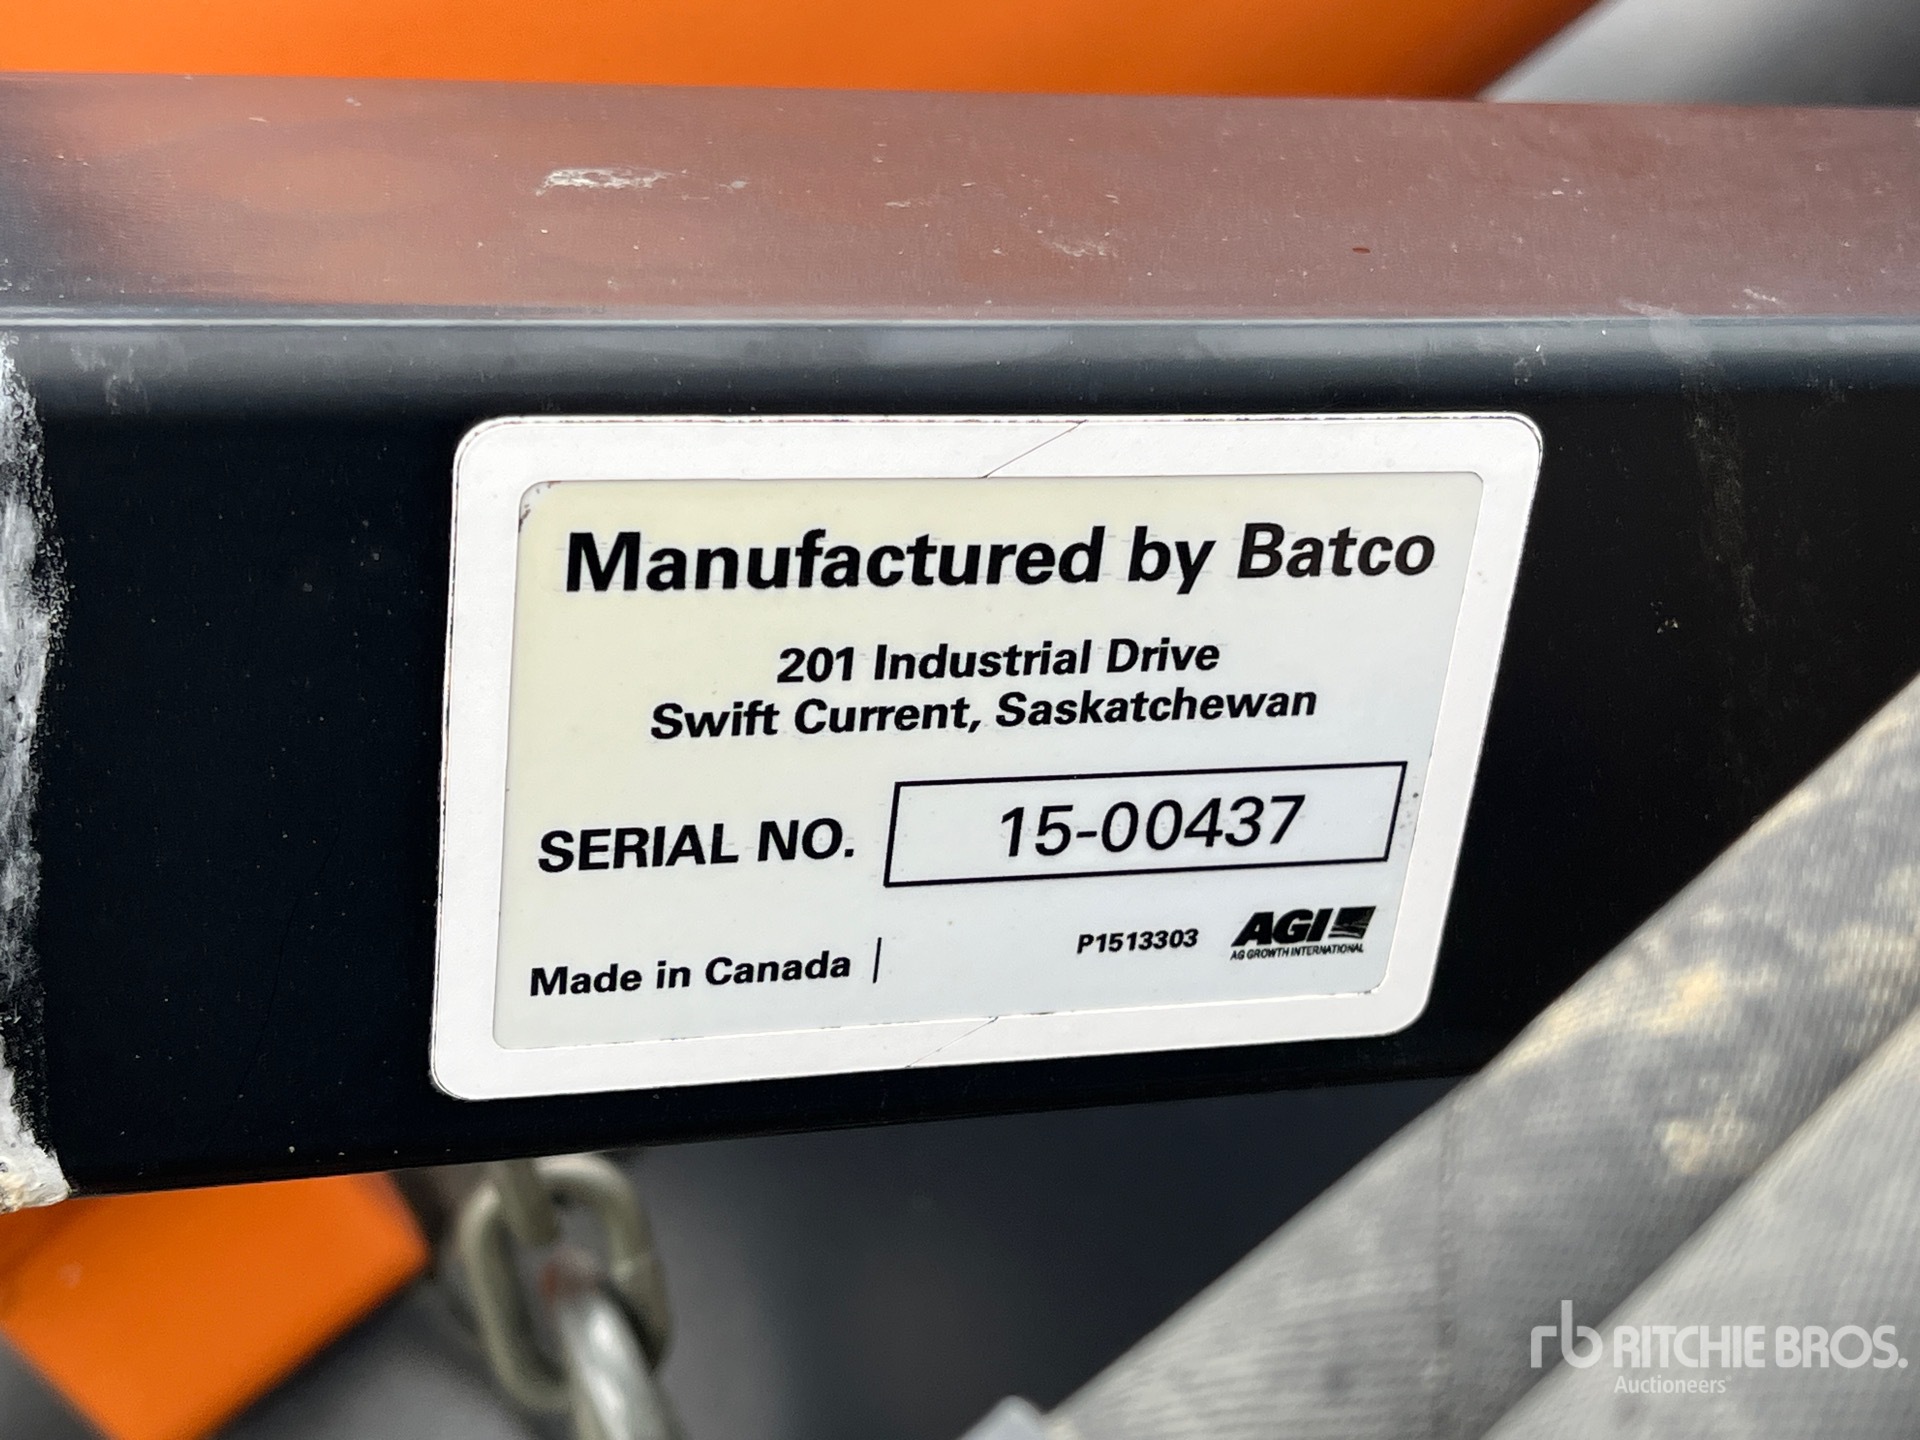 Manufactured by Batco
201 Industrial Drive
Swift Current, Saskatchewan
SERIAL NO. 15-00437
Made in Canada
P1513303
AGI
AG GROWTH INTERNATIONAL
rb RITCHIE BROS.
Auctioneers